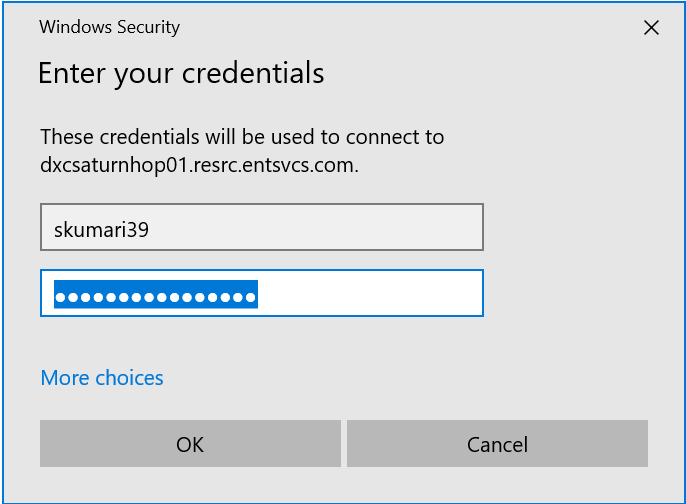 Windows Security
Enter your credentials
These credentials will be used to connect to
dxcsaturnhop01.resrc.entsvcs.com.
skumari39
●●●●●●●●●●●●●●●●
More choices
OK
Cancel